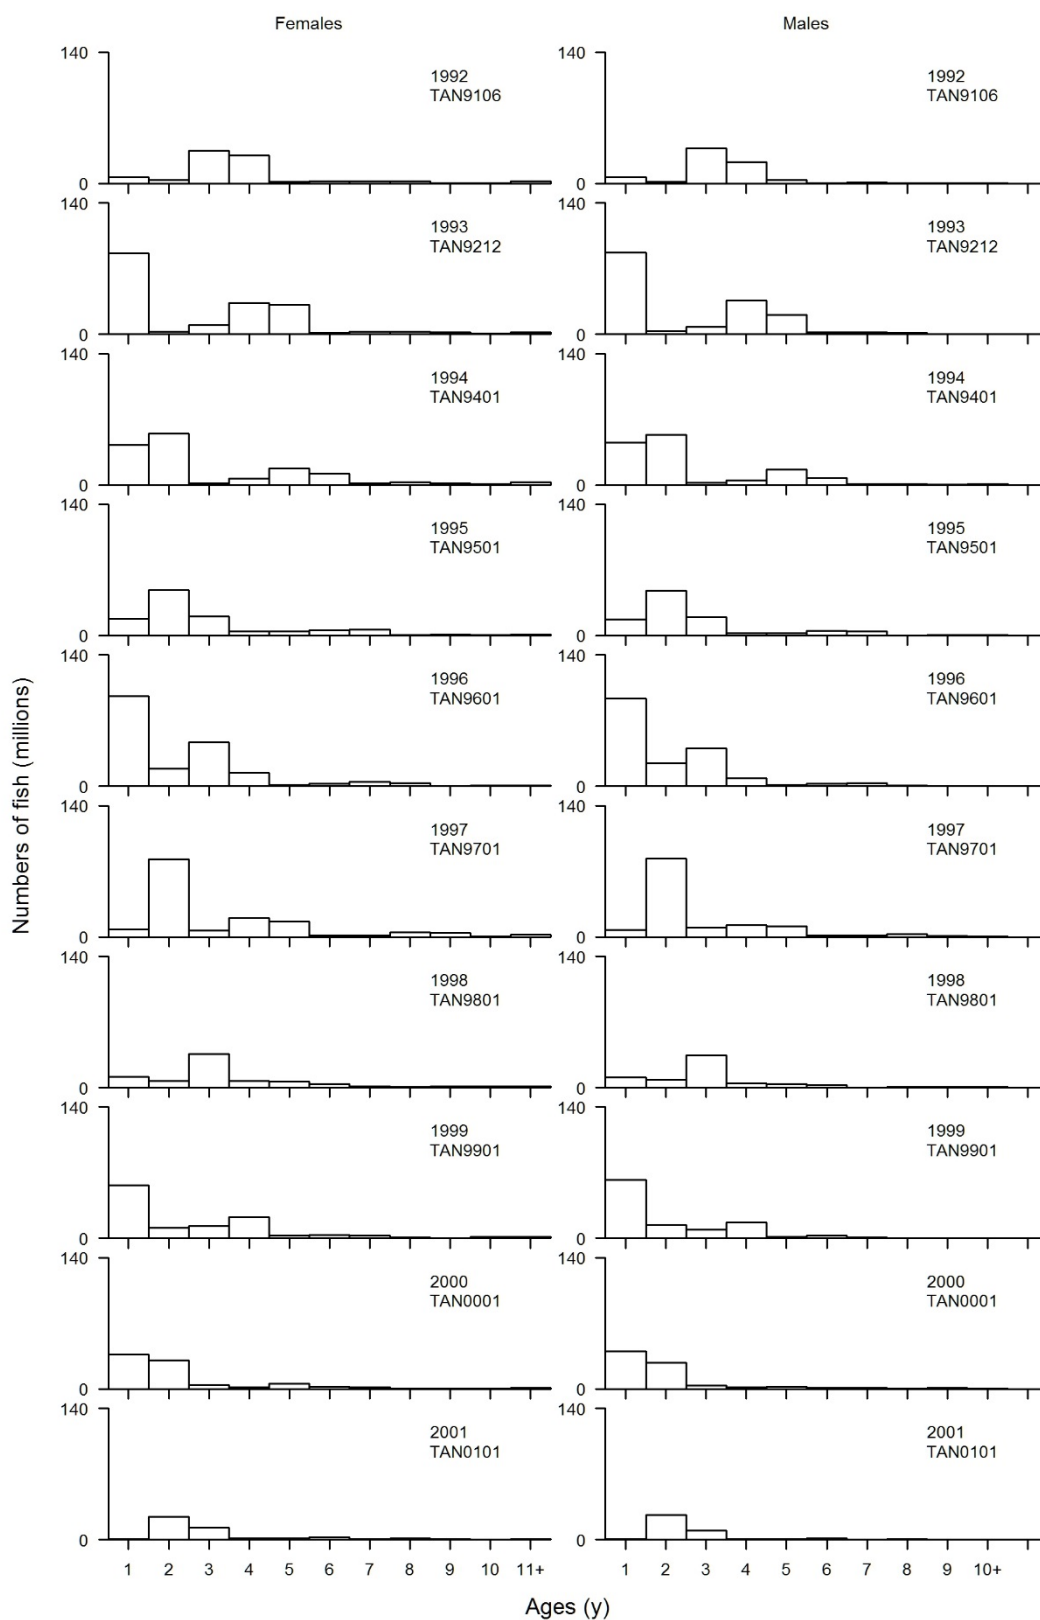 Females Males
140 140
1992 1992
TAN9106 TAN9106
0 0
140 140
1993 1993
TAN9212 TAN9212
0 0
140 140
1994 1994
TAN9401 TAN9401
0 0
140 140
1995 1995
TAN9501 TAN9501
0 0
140 140
1996 1996
TAN9601 TAN9601
0 0
140 140
1997 1997
TAN9701 TAN9701
0 0
140 140
1998 1998
TAN9801 TAN9801
0 0
140 140
1999 1999
TAN9901 TAN9901
0 0
140 140
2000 2000
TAN0001 TAN0001
0 0
140 140
2001 2001
TAN0101 TAN0101
0 0
1 2 3 4 5 6 7 8 9 10 11+ 1 2 3 4 5 6 7 8 9 10+
Numbers of fish (millions)
Ages (y)